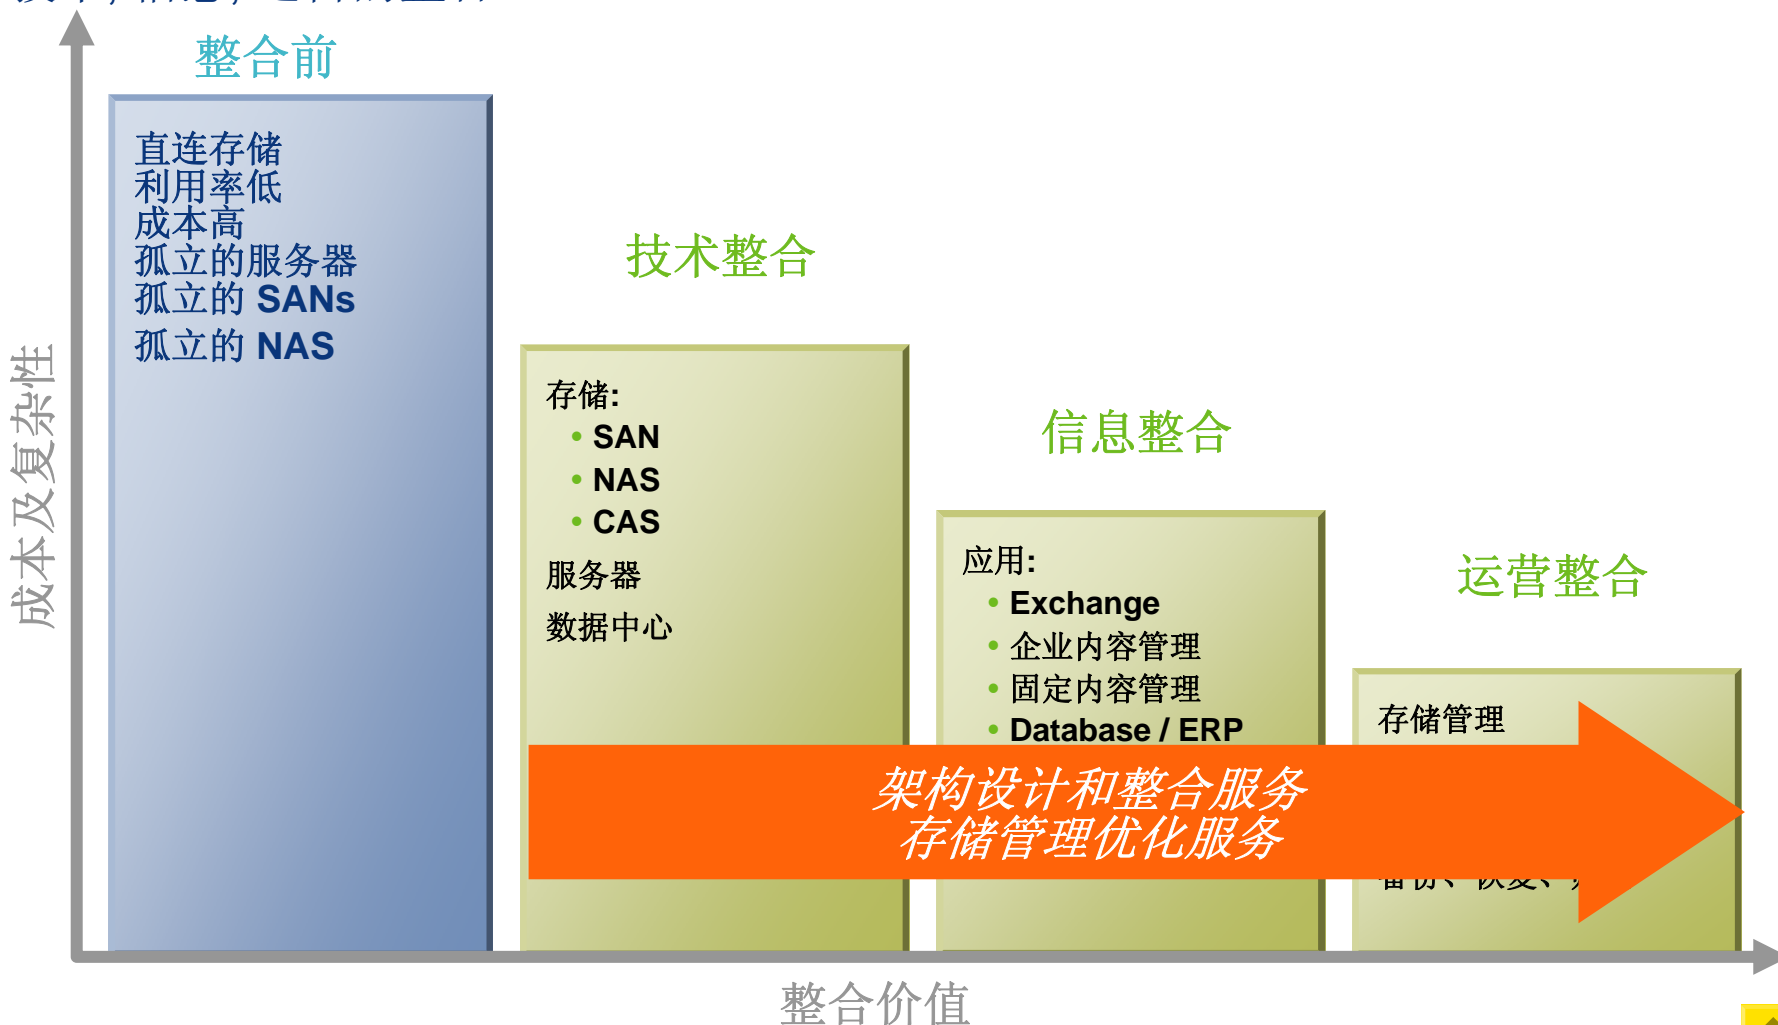 整合前
直连存储
利用率低
成本高
孤立的服务器
孤立的 SANs
孤立的 NAS
技术整合
存储:
• SAN
• NAS
• CAS
服务器
数据中心
信息整合
应用:
• Exchange
• 企业内容管理
• 固定内容管理
• Database / ERP
运营整合
存储管理
架构设计和整合服务
存储管理优化服务
成本及复杂性
整合价值